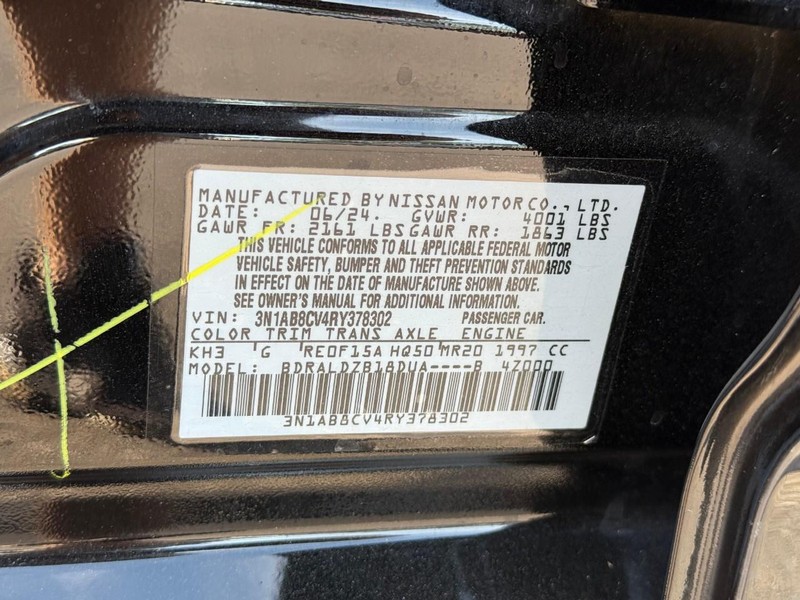 MANUFACTURED BY NISSAN MOTOR CO., LTD.
DATE: 06/24. GVWR: 4001 LBS
GAWR FR: 2161 LBS GAWR RR: 1863 LBS
THIS VEHICLE CONFORMS TO ALL APPLICABLE FEDERAL MOTOR
VEHICLE SAFETY, BUMPER AND THEFT PREVENTION STANDARDS
IN EFFECT ON THE DATE OF MANUFACTURE SHOWN ABOVE.
SEE OWNER'S MANUAL FOR ADDITIONAL INFORMATION.
VIN: 3N1AB8CV4RY378302 PASSENGER CAR.
COLOR TRIM TRANS AXLE ENGINE
KH3 G RE0F15A HQ50 MR20 1997 CC
MODEL: BDRALDZB18DUA----B 4Z000
3N1AB8CV4RY378302